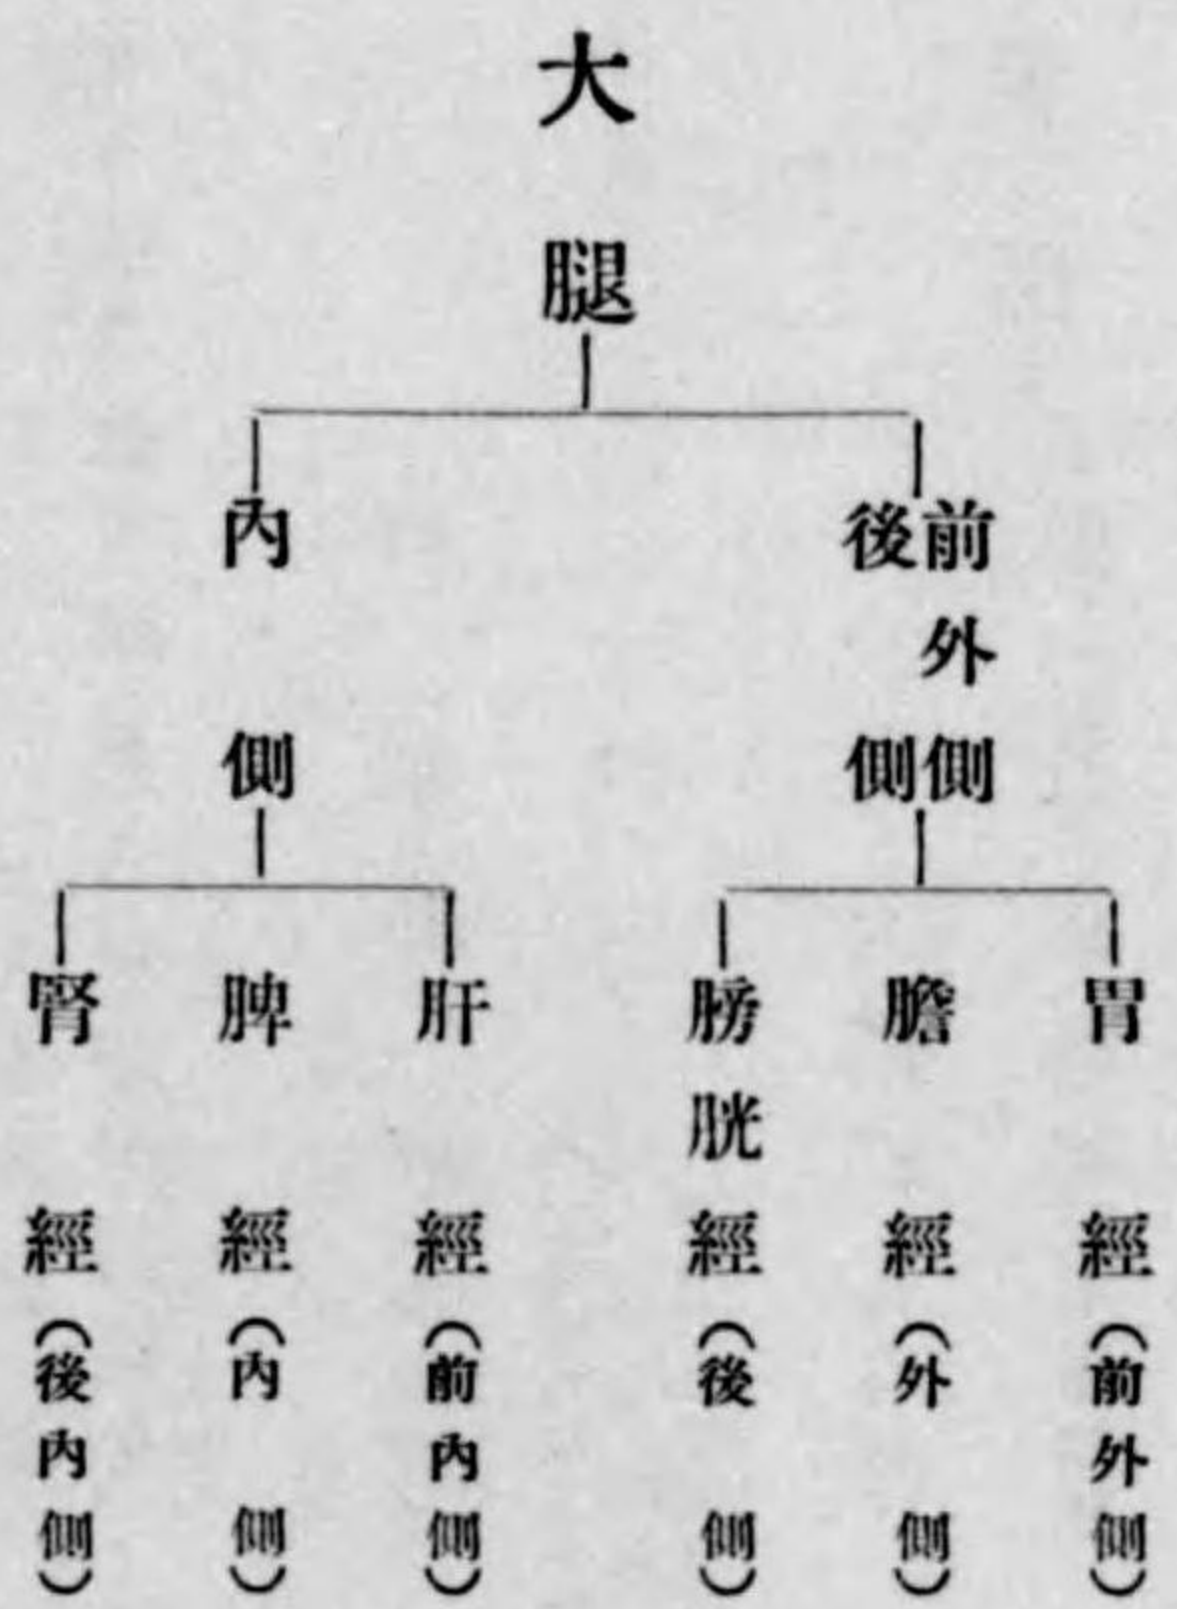 大腿
前外側
後側
內側
胃經(前外側)
膽經(外側)
膀胱經(後側)
肝經(前內側)
脾經(內側)
腎經(後內側)